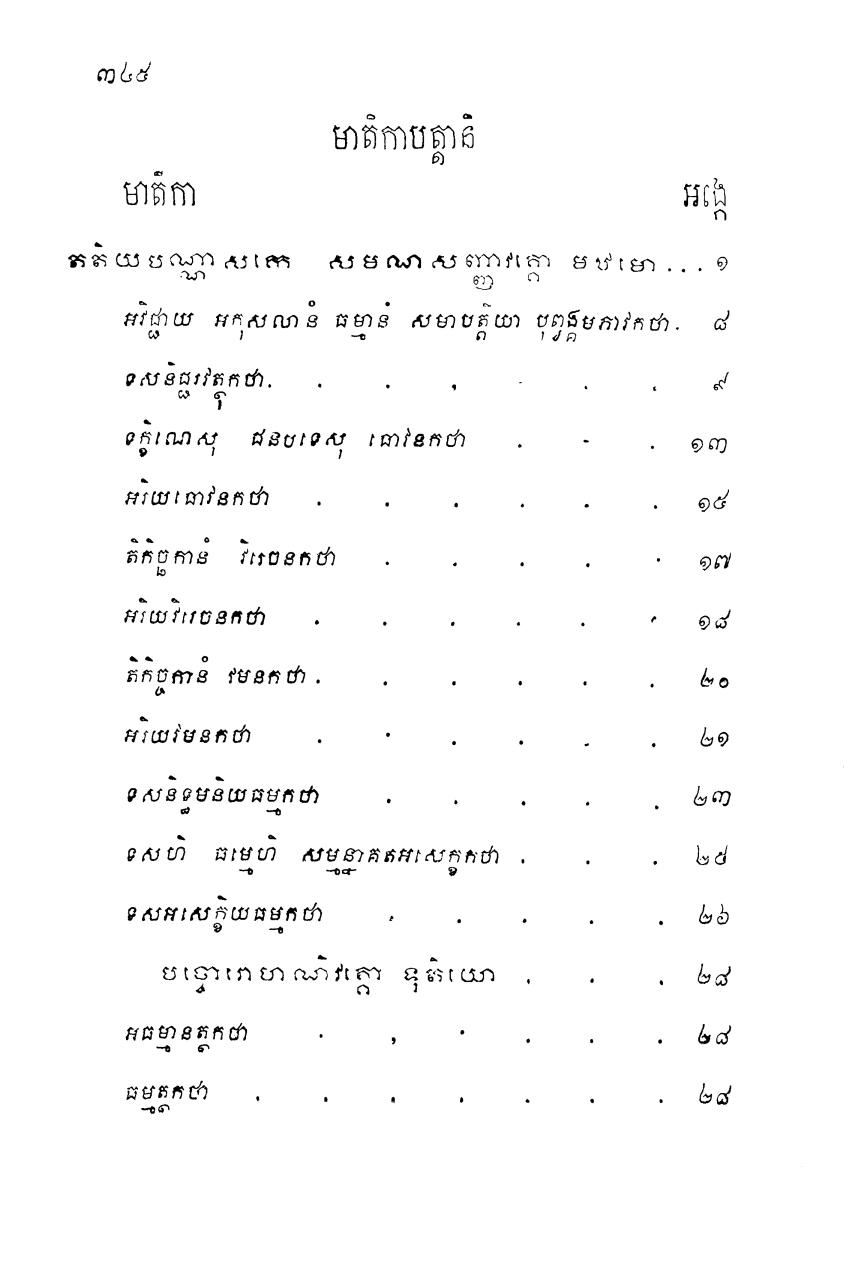 ៣៤៥
មាតិកាបត្តានិ
មាតិកា អង្កេ
តតិយបណ្ណាសកេ សមណសញ្ញាវគ្គោ បឋមោ ... ១
អវិជ្ជាយ អកុសលានំ ធម្មានំ សមាបត្តិយា បុព្វង្គមភាវកថា . ៨
ទសនិជ្ជរវត្ថុកថា . . . . . . . ៩
ទក្ខិណេសុ ជនបទេសុ ធោវនកថា . . . ១៣
អរិយធោវនកថា . . . . . . ១៥
តិកិច្ឆកានំ វិរេចនកថា . . . . . ១៧
អរិយវិរេចនកថា . . . . . . ១៨
តិកិច្ឆកានំ វមនកថា . . . . . . ២០
អរិយវមនកថា . . . . . . ២១
ទសនិទ្ធមនិយធម្មកថា . . . . . ២៣
ទសហិ ធម្មេហិ សម្មន្នាគតអសេក្ខកថា . . . ២៥
ទសអសេក្ខិយធម្មកថា . . . . . ២៦
បច្ចោរោហណិវគ្គោ ទុតិយោ . . . ២៨
អធម្មានត្ថកថា . . . . . . ២៨
ធម្មត្ថកថា . . . . . . . ២៨